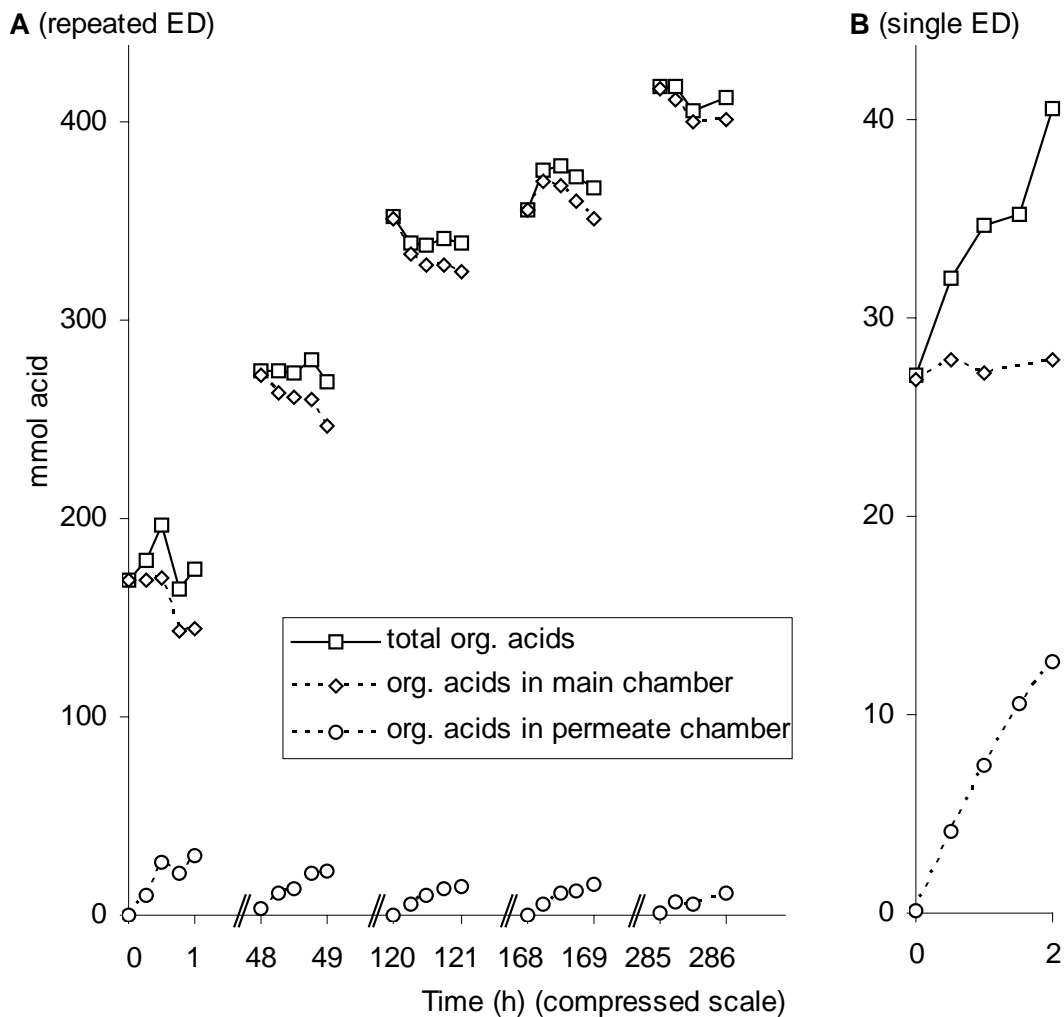 A (repeated ED)
B (single ED)
mmol acid
400
300
200
100
0
total org. acids
org. acids in main chamber
org. acids in permeate chamber
0 1 48 49 120 121 168 169 285 286
Time (h) (compressed scale)
40
30
20
10
0
0 2